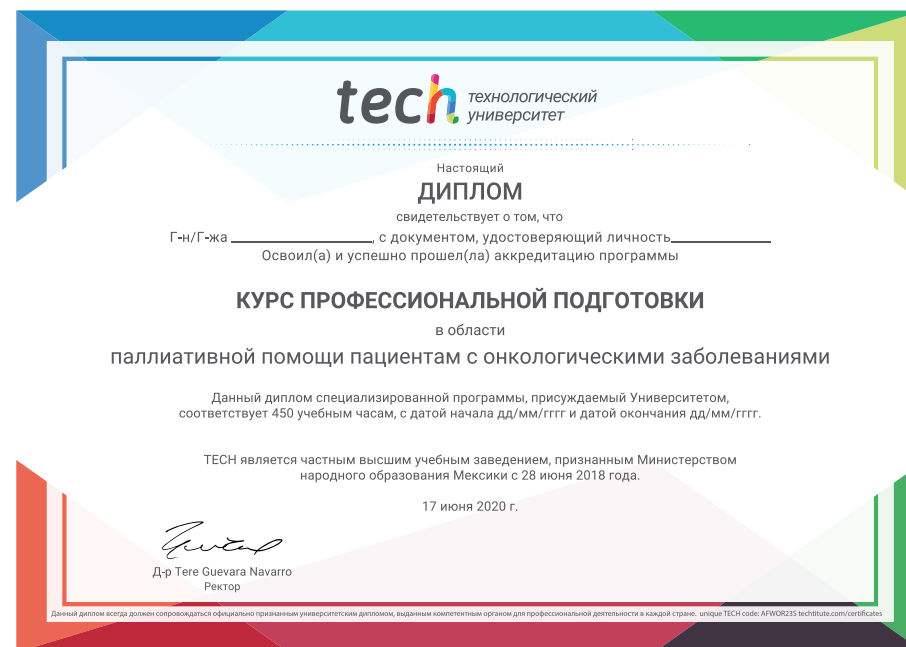 tech технологический
университет
Настоящий
ДИПЛОМ
свидетельствует о том, что
Г-н/Г-жа ____________________, с документом, удостоверяющий личность______________
Освоил(а) и успешно прошел(ла) аккредитацию программы
КУРС ПРОФЕССИОНАЛЬНОЙ ПОДГОТОВКИ
в области
паллиативной помощи пациентам с онкологическими заболеваниями
Данный диплом специализированной программы, присуждаемый Университетом,
соответствует 450 учебным часам, с датой начала дд/мм/гггг и датой окончания дд/мм/гггг.
TECH является частным высшим учебным заведением, признанным Министерством
народного образования Мексики с 28 июня 2018 года.
17 июня 2020 г.
Д-р Tere Guevara Navarro
Ректор
Данный диплом всегда должен сопровождаться официально признанным университетским дипломом, выданным компетентным органом для профессиональной деятельности в каждой стране. unique TECH code: AFWOR23S techtitute.com/certificates